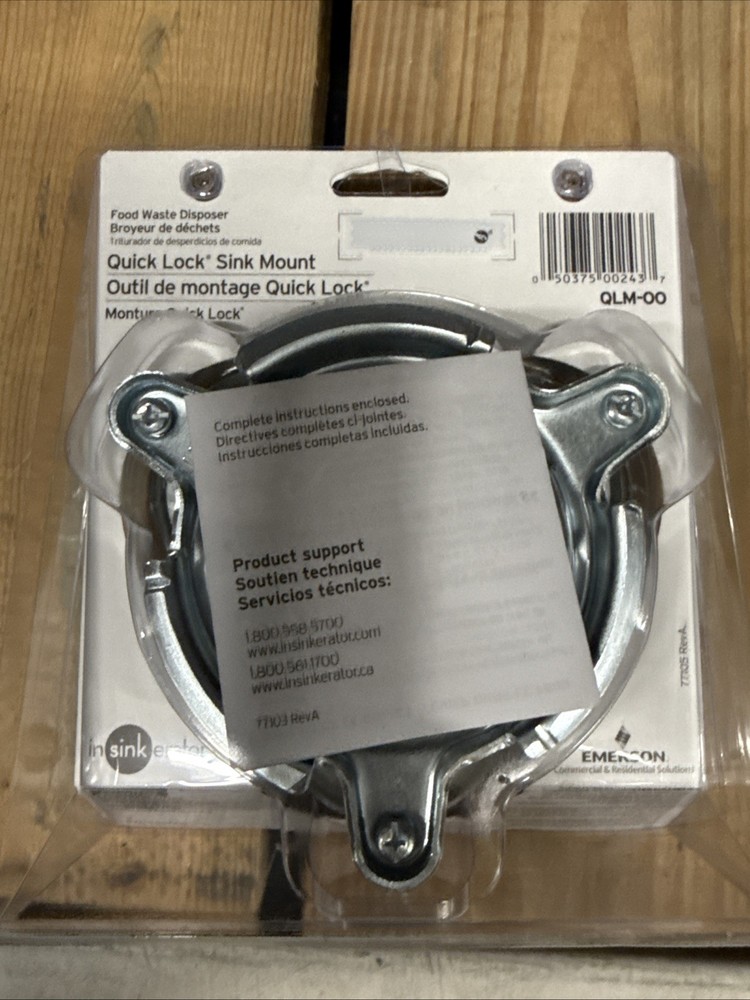 Food Waste Disposer
Broyeur de déchets
Triturador de desperdicios de comida
Quick Lock® Sink Mount
Outil de montage Quick Lock®
Quick Lock®
0 50375 00243 7
QLM-00
Complete instructions enclosed.
Directives complètes ci-jointes.
Instrucciones completas incluidas.
Product support
Soutien technique
Servicios técnicos:
1.800.558.5700
www.insinkerator.com
1.800.561.1700
www.insinkerator.ca
77103 RevA
77105 RevA.
insinkerator
EMERSON
Commercial & Residential Solutions